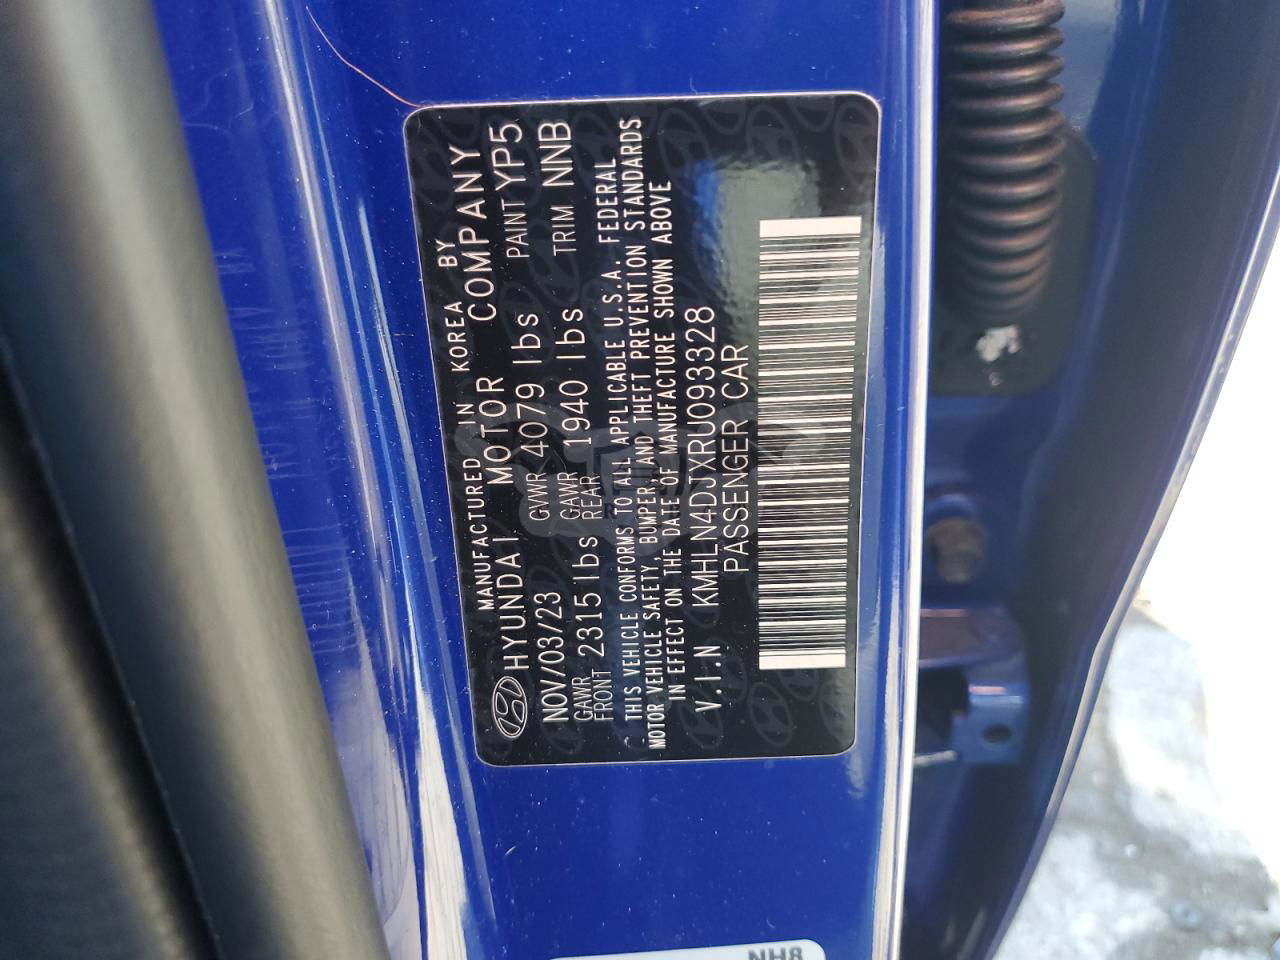 MANUFACTURED IN KOREA BY
HYUNDAI MOTOR COMPANY
NOV/03/23 GVWR 4079 lbs PAINT YP5
GAWR FRONT 2315 lbs GAWR REAR 1940 lbs TRIM NNB
THIS VEHICLE CONFORMS TO ALL APPLICABLE U.S.A. FEDERAL
MOTOR VEHICLE SAFETY, BUMPER, AND THEFT PREVENTION STANDARDS
IN EFFECT ON THE DATE OF MANUFACTURE SHOWN ABOVE
V.I.N KMHLN4DJXRU093328
PASSENGER CAR
NH8